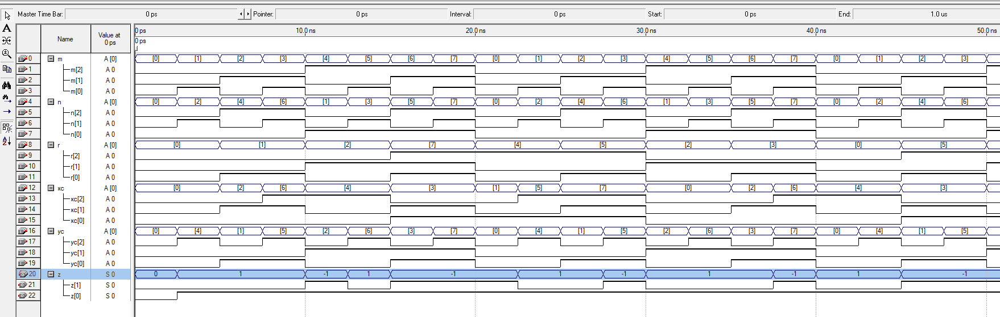 Master Time Bar: 0 ps Pointer: 0 ps Interval: 0 ps Start: 0 ps End: 1.0 us
Name Value at 0 ps 0 ps 10.0 ns 20.0 ns 30.0 ns 40.0 ns 50.0 ns
0 ps
0 m A [0] [0] [1] [2] [3] [4] [5] [6] [7] [0] [1] [2] [3] [4] [5] [6] [7] [0] [1] [2] [3]
1 m[2] A 0
2 m[1] A 0
3 m[0] A 0
4 n A [0] [0] [2] [4] [6] [1] [3] [5] [7] [0] [2] [4] [6] [1] [3] [5] [7] [0] [2] [4] [6]
5 n[2] A 0
6 n[1] A 0
7 n[0] A 0
8 r A [0] [0] [1] [2] [7] [4] [5] [2] [3] [0] [5]
9 r[2] A 0
10 r[1] A 0
11 r[0] A 0
12 xc A [0] [0] [2] [6] [4] [3] [1] [5] [7] [0] [2] [6] [4] [3]
13 xc[2] A 0
14 xc[1] A 0
15 xc[0] A 0
16 yc A [0] [0] [4] [1] [5] [2] [6] [3] [7] [0] [4] [1] [5] [2] [6] [3] [7] [0] [4] [1] [5]
17 yc[2] A 0
18 yc[1] A 0
19 yc[0] A 0
20 z S 0 0 1 -1 1 -1 1 -1 1 -1 1 -1
21 z[1] S 0
22 z[0] S 0